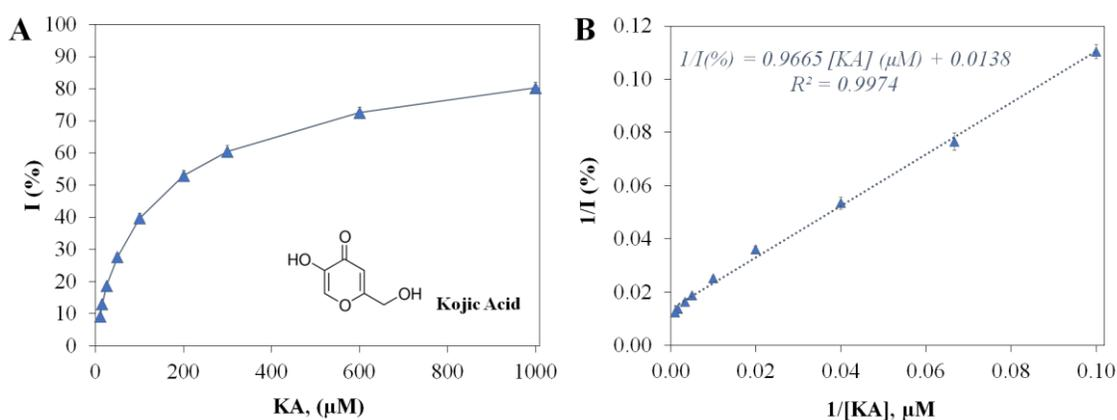 A
I (%)
100
90
80
70
60
50
40
30
20
10
0
0 200 400 600 800 1000
KA, (µM)
O
HO
O
OH
Kojic Acid
B
1/I(%) = 0.9665 [KA] (µM) + 0.0138
R² = 0.9974
1/I (%)
0.12
0.10
0.08
0.06
0.04
0.02
0.00
0.00 0.02 0.04 0.06 0.08 0.10
1/[KA], µM